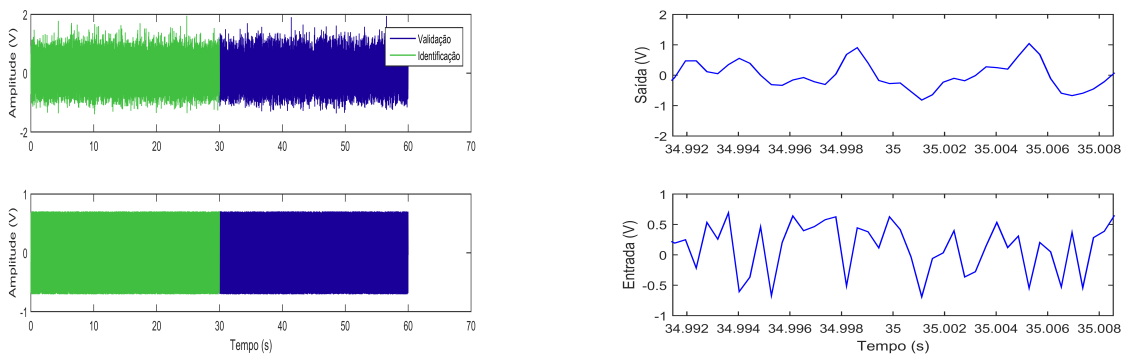 2
1
0
-1
-2
Amplitude (V)
Validação
Identificação
0 10 20 30 40 50 60 70
1
0
-1
Amplitude (V)
0 10 20 30 40 50 60 70
Tempo (s)
2
1
0
-1
-2
Saída (V)
34.992 34.994 34.996 34.998 35 35.002 35.004 35.006 35.008
1
0.5
0
-0.5
-1
Entrada (V)
34.992 34.994 34.996 34.998 35 35.002 35.004 35.006 35.008
Tempo (s)